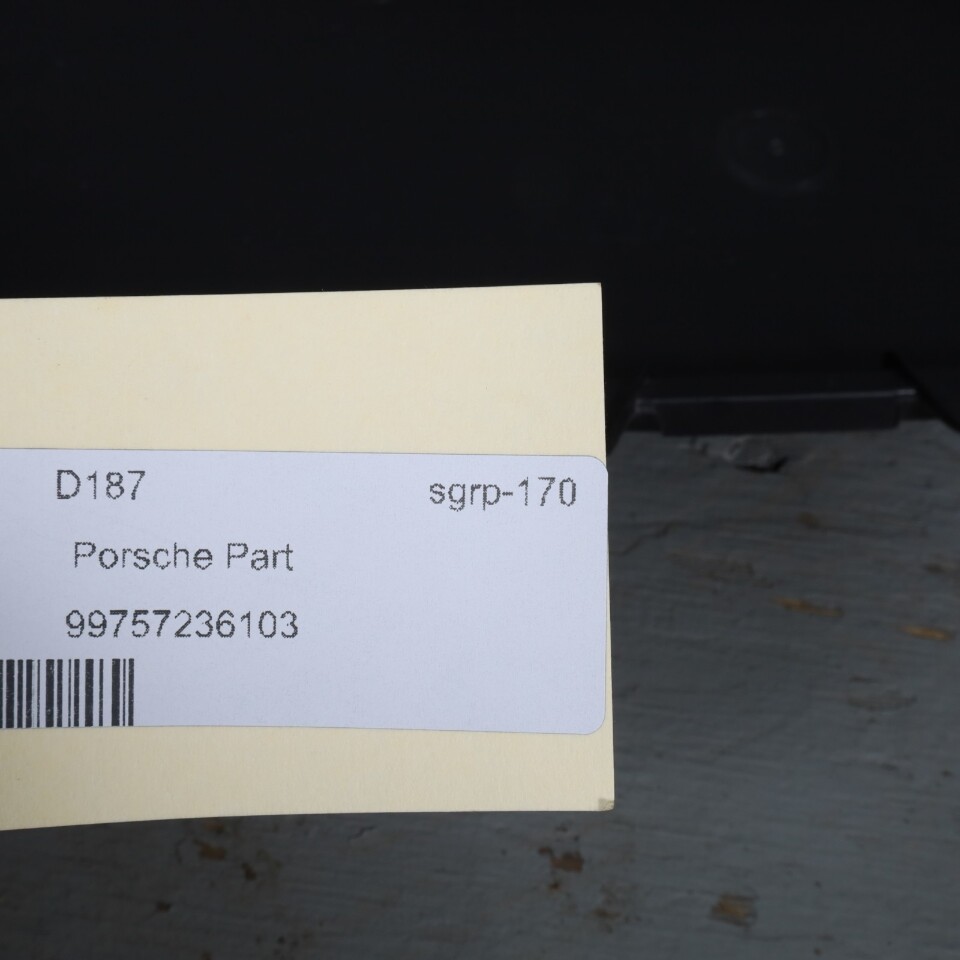 D187 sgrp-170
Porsche Part
99757236103